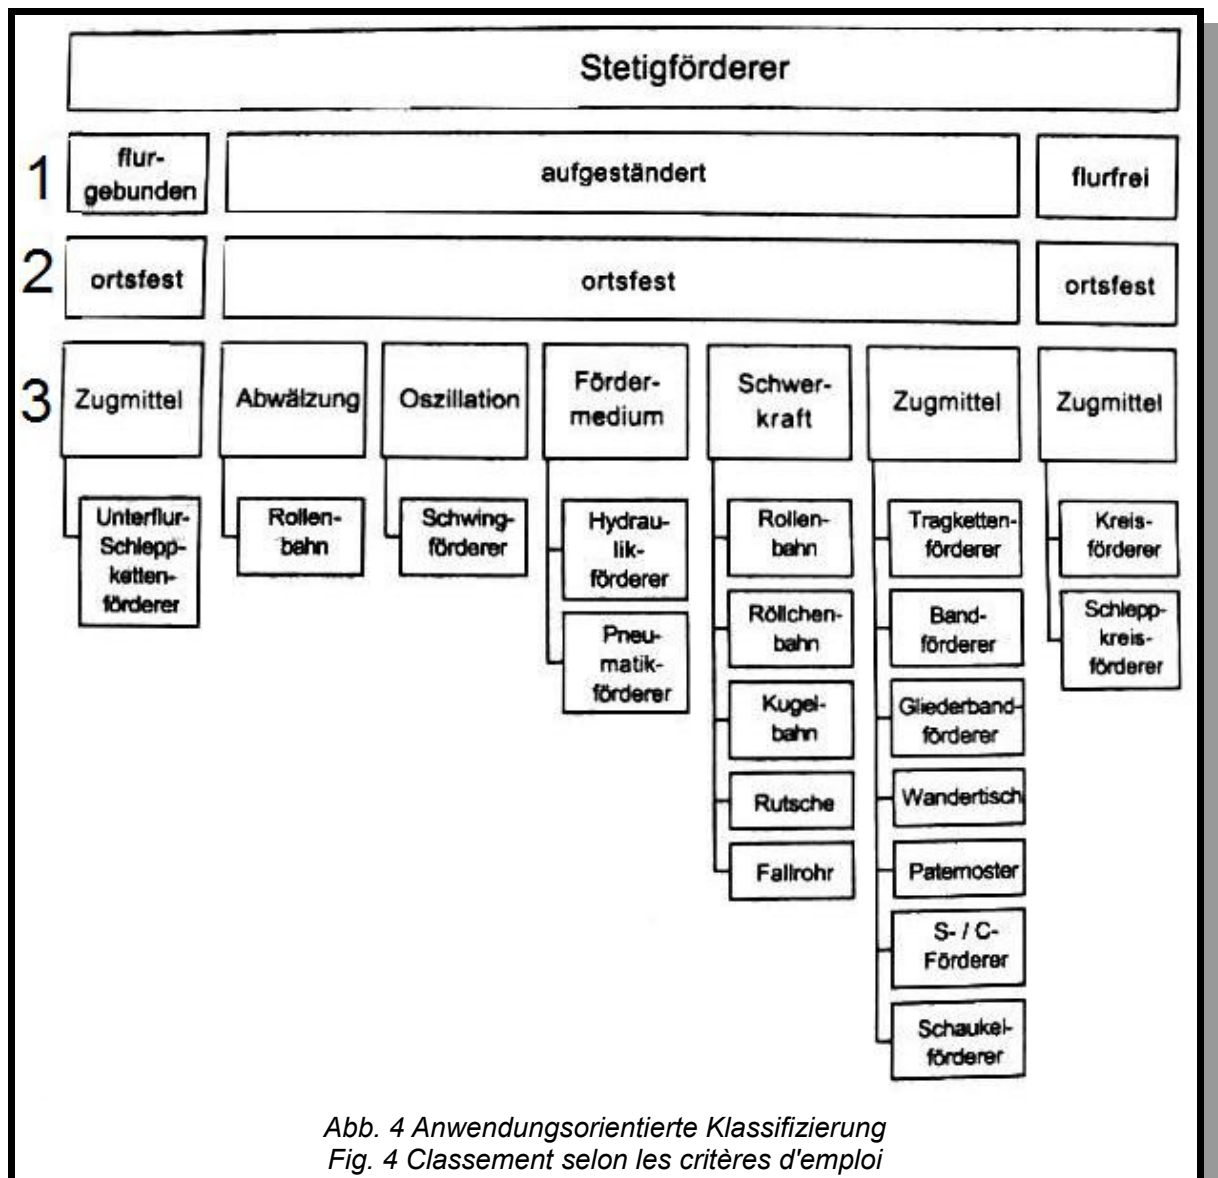 Stetigförderer
1
flur-
gebunden
aufgeständert
flurfrei
2
ortsfest
ortsfest
ortsfest
3
Zugmittel
Abwälzung
Oszillation
Förder-
medium
Schwer-
kraft
Zugmittel
Zugmittel
Unterflur-
Schlepp-
ketten-
förderer
Rollen-
bahn
Schwing-
förderer
Hydrau-
lik-
förderer
Pneu-
matik-
förderer
Rollen-
bahn
Röllchen-
bahn
Kugel-
bahn
Rutsche
Fallrohr
Tragketten-
förderer
Band-
förderer
Gliederband-
förderer
Wandertisch
Paternoster
S- / C-
Förderer
Schaukel-
förderer
Kreis-
förderer
Schlepp-
kreis-
förderer
Abb. 4 Anwendungsorientierte Klassifizierung
Fig. 4 Classement selon les critères d'emploi